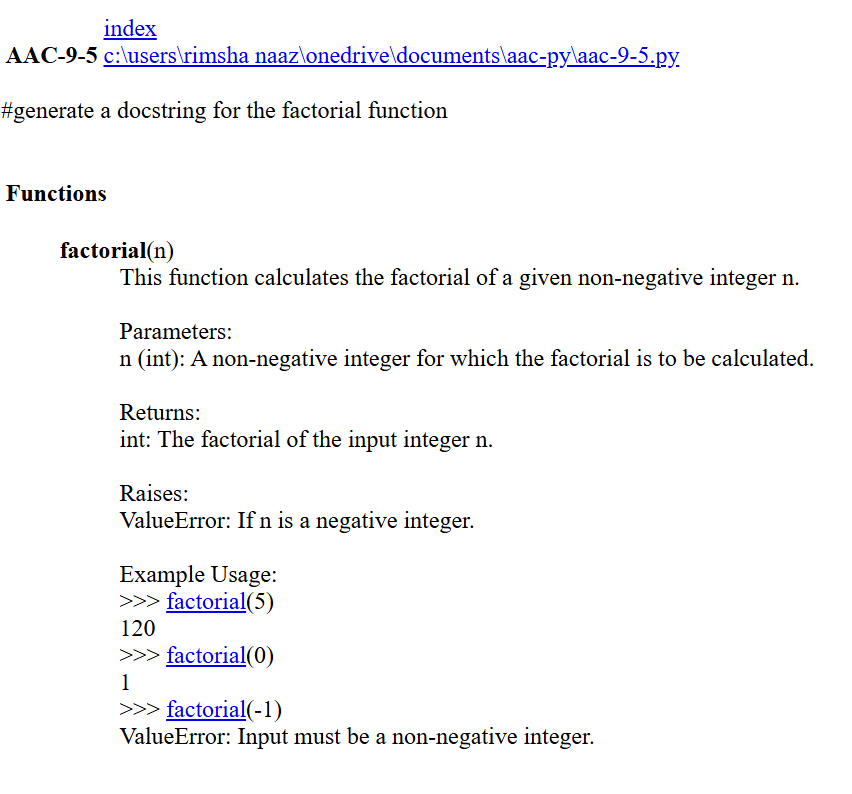 index
AAC-9-5 c:\users\rimsha naaz\onedrive\documents\aac-py\aac-9-5.py
#generate a docstring for the factorial function
Functions
factorial(n)
This function calculates the factorial of a given non-negative integer n.
Parameters:
n (int): A non-negative integer for which the factorial is to be calculated.
Returns:
int: The factorial of the input integer n.
Raises:
ValueError: If n is a negative integer.
Example Usage:
>>> factorial(5)
120
>>> factorial(0)
1
>>> factorial(-1)
ValueError: Input must be a non-negative integer.